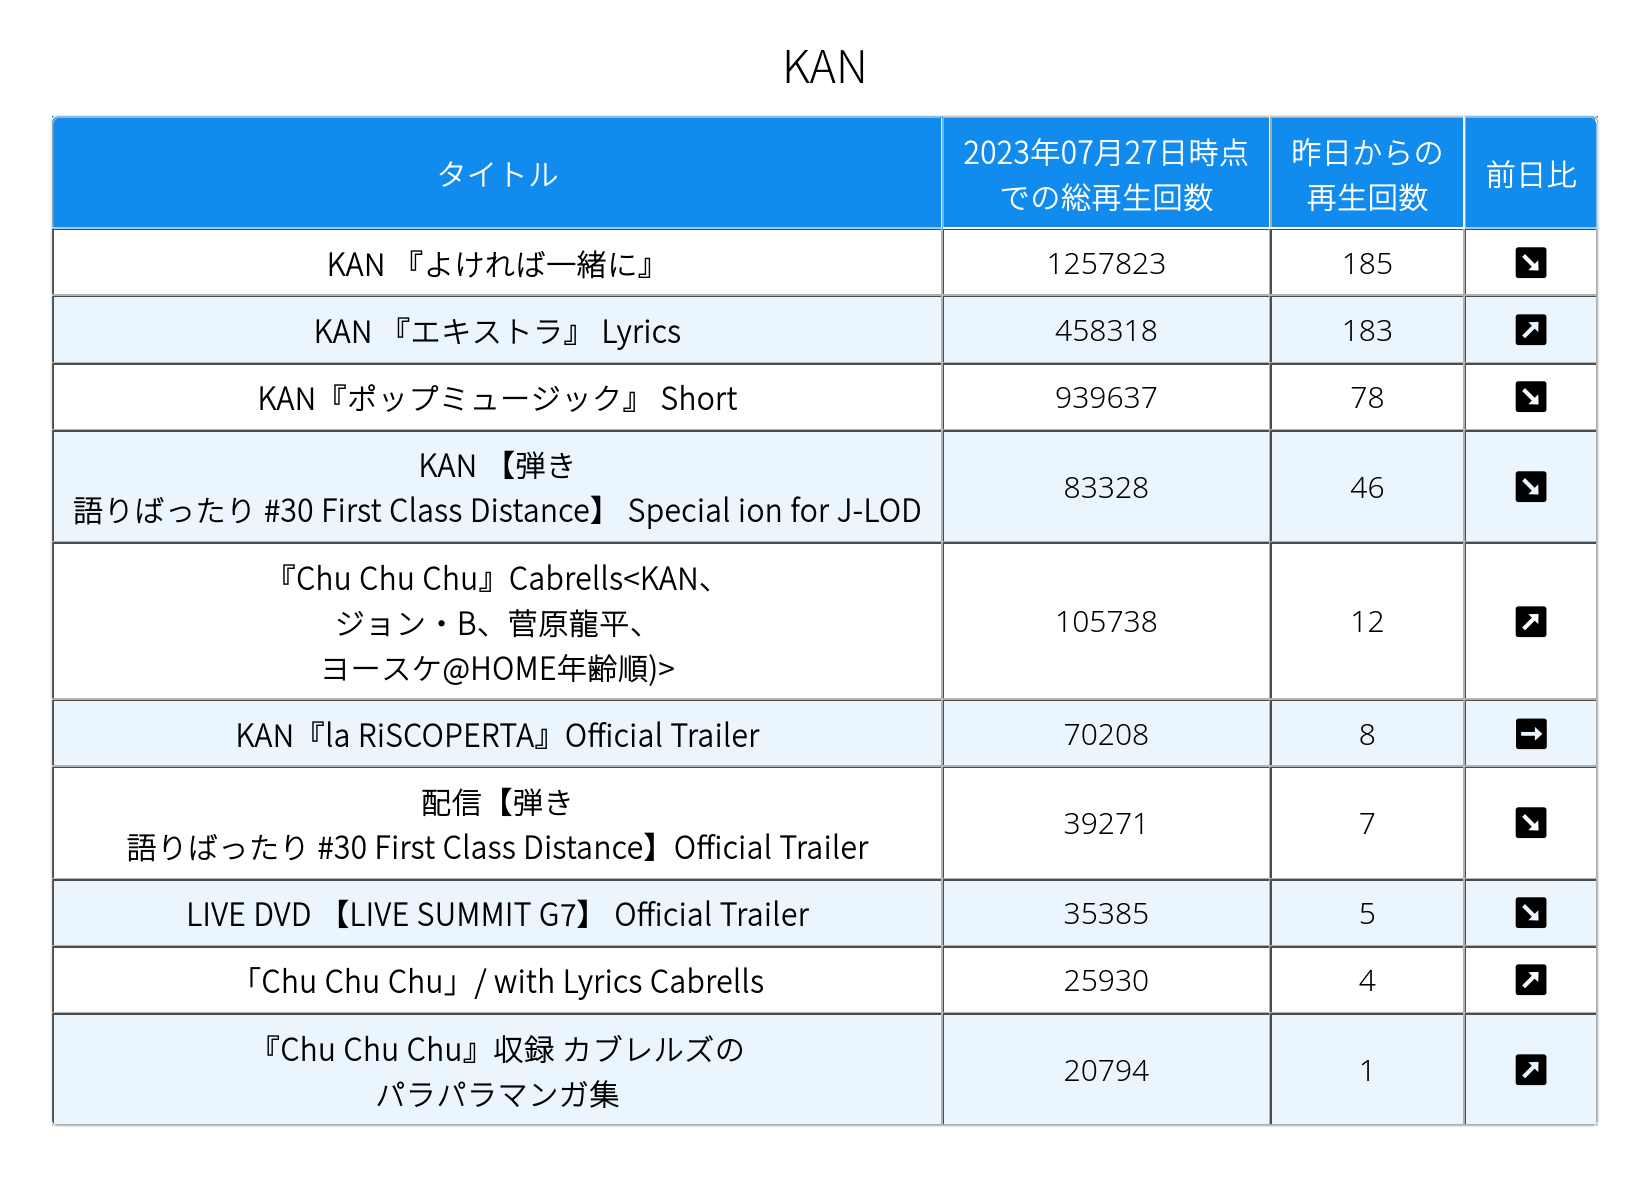 KAN
タイトル
2023年07月27日時点
での総再生回数
昨日からの
再生回数
前日比
KAN 『よければ一緒に』
1257823
185
KAN 『エキストラ』 Lyrics
458318
183
KAN『ポップミュージック』 Short
939637
78
KAN 【弾き
語りばったり #30 First Class Distance】 Special ion for J-LOD
83328
46
『Chu Chu Chu』Cabrells<KAN、
ジョン・B、菅原龍平、
ヨースケ@HOME年齢順)>
105738
12
KAN『la RiSCOPERTA』Official Trailer
70208
8
配信【弾き
語りばったり #30 First Class Distance】Official Trailer
39271
7
LIVE DVD 【LIVE SUMMIT G7】 Official Trailer
35385
5
「Chu Chu Chu」/ with Lyrics Cabrells
25930
4
『Chu Chu Chu』収録 カブレルズの
パラパラマンガ集
20794
1